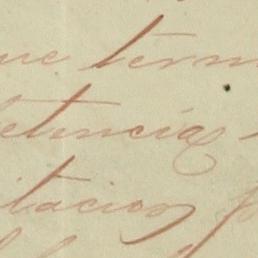 ue term
etencia
itacion